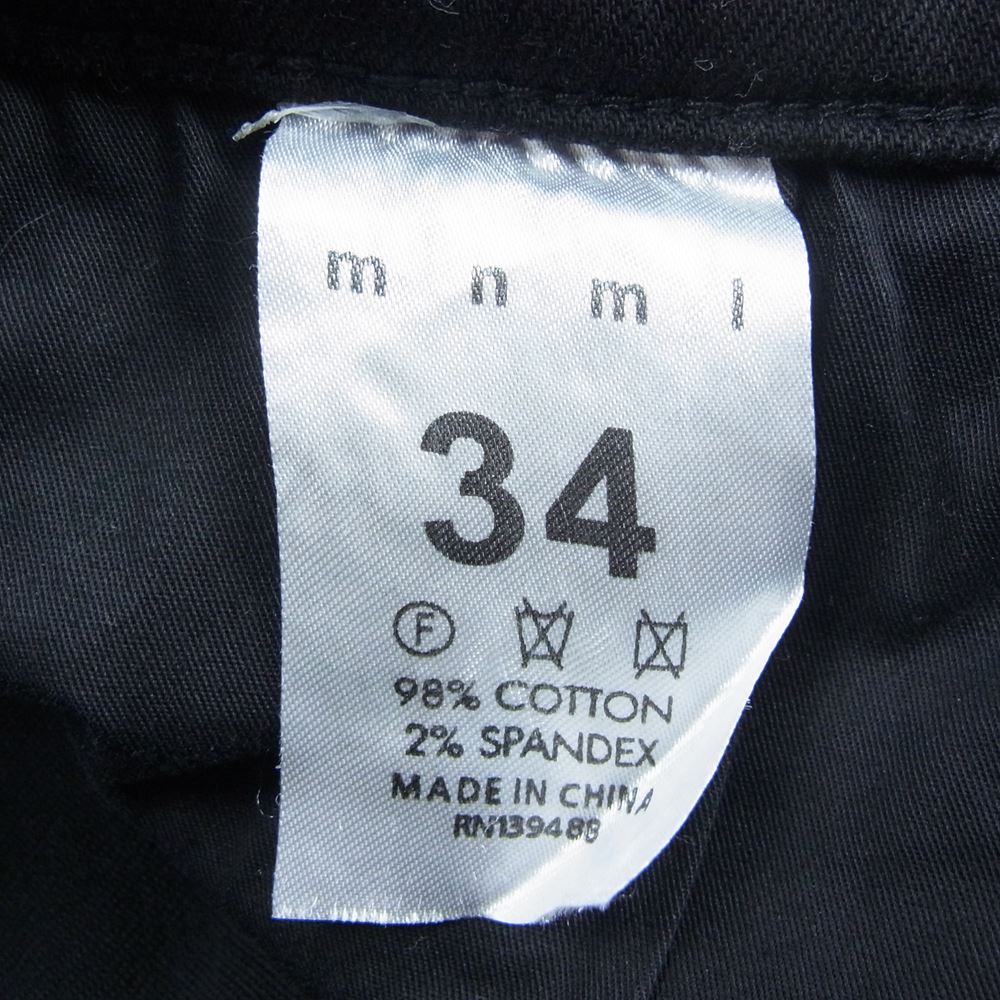 m n m l
34
F
98% COTTON
2% SPANDEX
MADE IN CHINA
RN139488